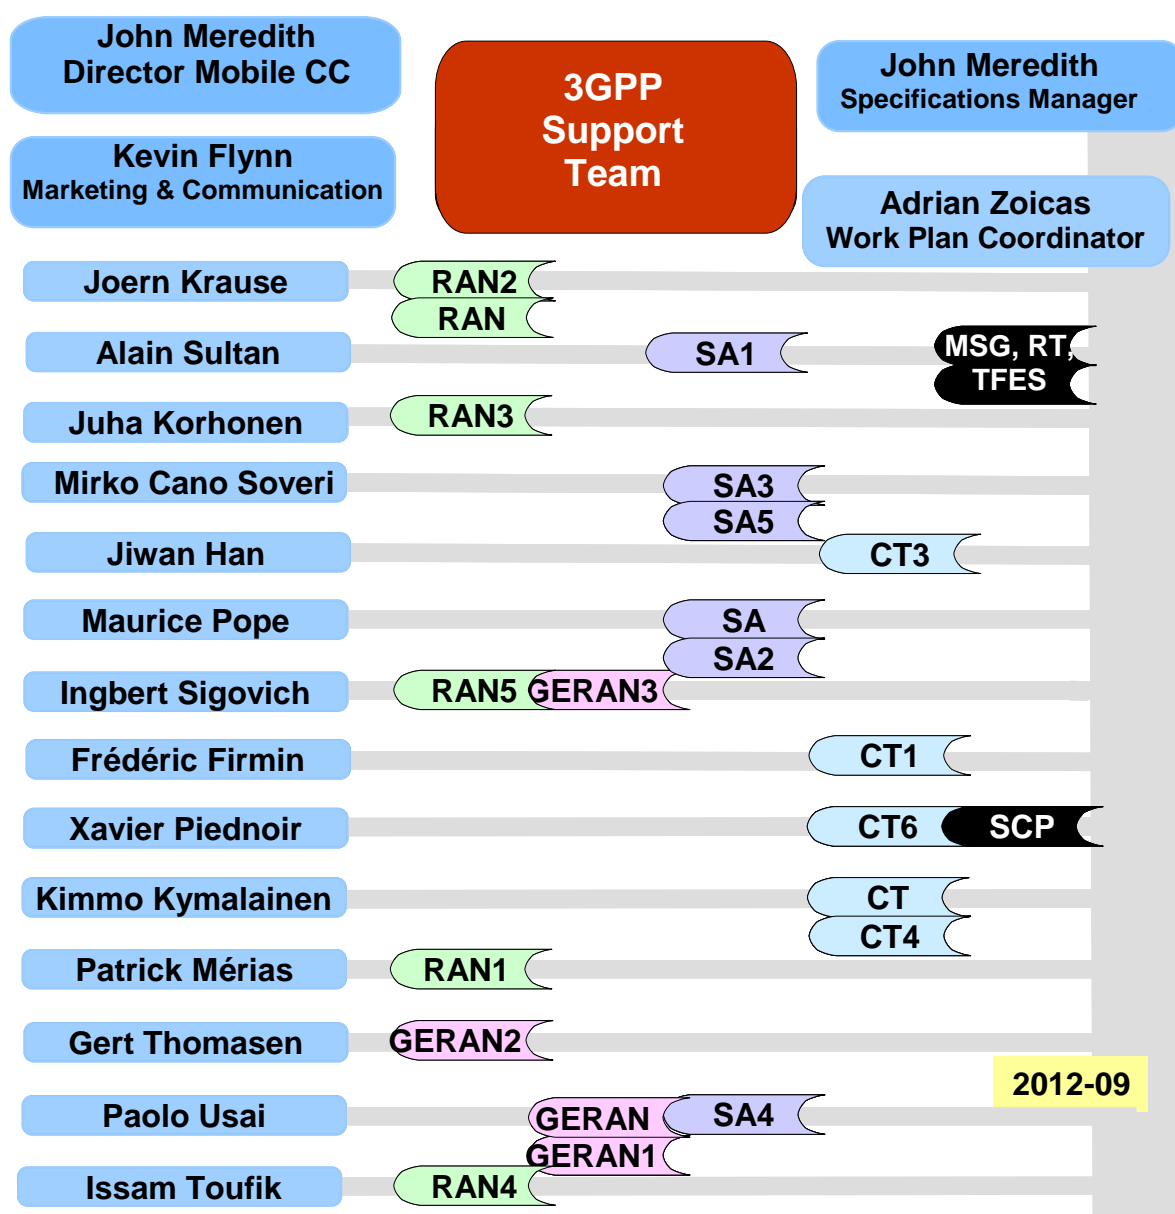 John Meredith
Director Mobile CC
3GPP
Support
Team
John Meredith
Specifications Manager
Kevin Flynn
Marketing & Communication
Adrian Zoicas
Work Plan Coordinator
Joern Krause
RAN2
RAN
Alain Sultan
SA1
MSG, RT,
TFES
Juha Korhonen
RAN3
Mirko Cano Soveri
SA3
SA5
Jiwan Han
CT3
Maurice Pope
SA
SA2
Ingbert Sigovich
RAN5
GERAN3
Frédéric Firmin
CT1
Xavier Piednoir
CT6
SCP
Kimmo Kymalainen
CT
CT4
Patrick Mérias
RAN1
Gert Thomasen
GERAN2
2012-09
Paolo Usai
GERAN
SA4
GERAN1
Issam Toufik
RAN4